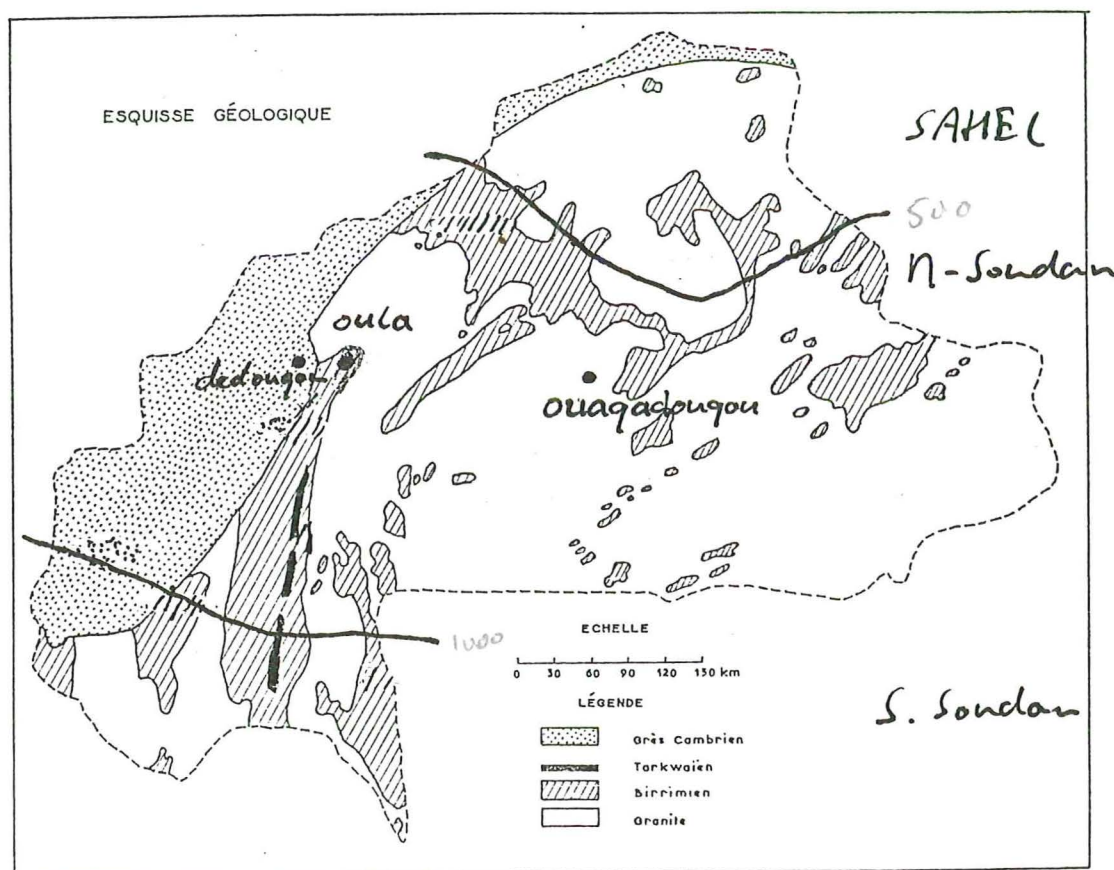 ESQUISSE GÉOLOGIQUE
SAHEL
500
N-Soudan
oula
dedougou
ouagadougou
1000
ECHELLE
0 30 60 90 120 150 km
LÉGENDE
S. Soudan
Grès Cambrien
Tarkwaïen
Birrimien
Granite